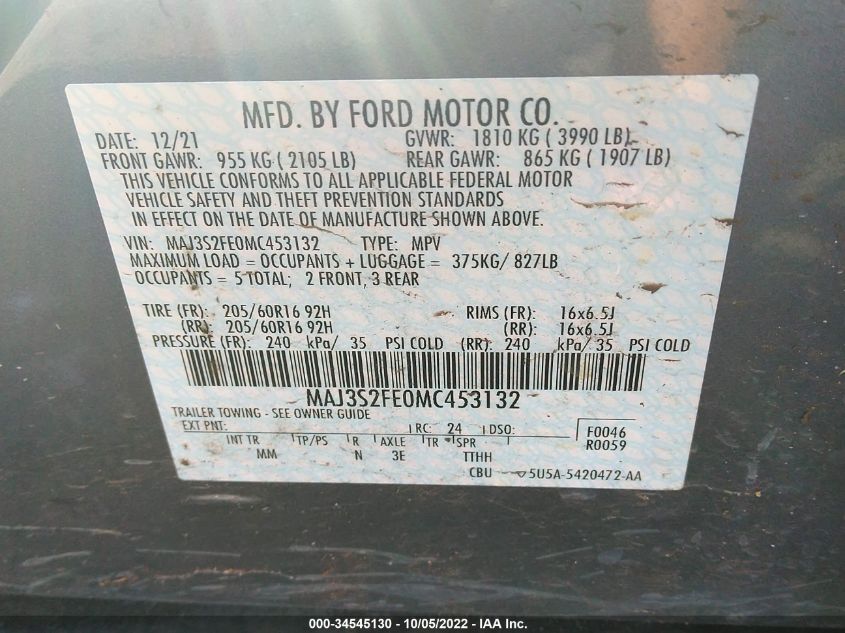 MFD. BY FORD MOTOR CO.
DATE: 12/21 GVWR: 1810 KG ( 3990 LB)
FRONT GAWR: 955 KG ( 2105 LB) REAR GAWR: 865 KG ( 1907 LB)
THIS VEHICLE CONFORMS TO ALL APPLICABLE FEDERAL MOTOR
VEHICLE SAFETY AND THEFT PREVENTION STANDARDS
IN EFFECT ON THE DATE OF MANUFACTURE SHOWN ABOVE.
VIN: MAJ3S2FE0MC453132 TYPE: MPV
MAXIMUM LOAD = OCCUPANTS + LUGGAGE = 375KG/ 827LB
OCCUPANTS = 5 TOTAL; 2 FRONT, 3 REAR
TIRE (FR): 205/60R16 92H RIMS (FR): 16x6.5J
(RR): 205/60R16 92H (RR): 16x6.5J
PRESSURE (FR): 240 kPa/ 35 PSI COLD (RR): 240 kPa/ 35 PSI COLD
MAJ3S2FE0MC453132
TRAILER TOWING - SEE OWNER GUIDE
EXT PNT: RC: 24 DSO: F0046
INT TR TP/PS R AXLE TR SPR R0059
MM N 3E TTHH
CBU 5U5A-5420472-AA
000-34545130 - 10/05/2022 - IAA Inc.